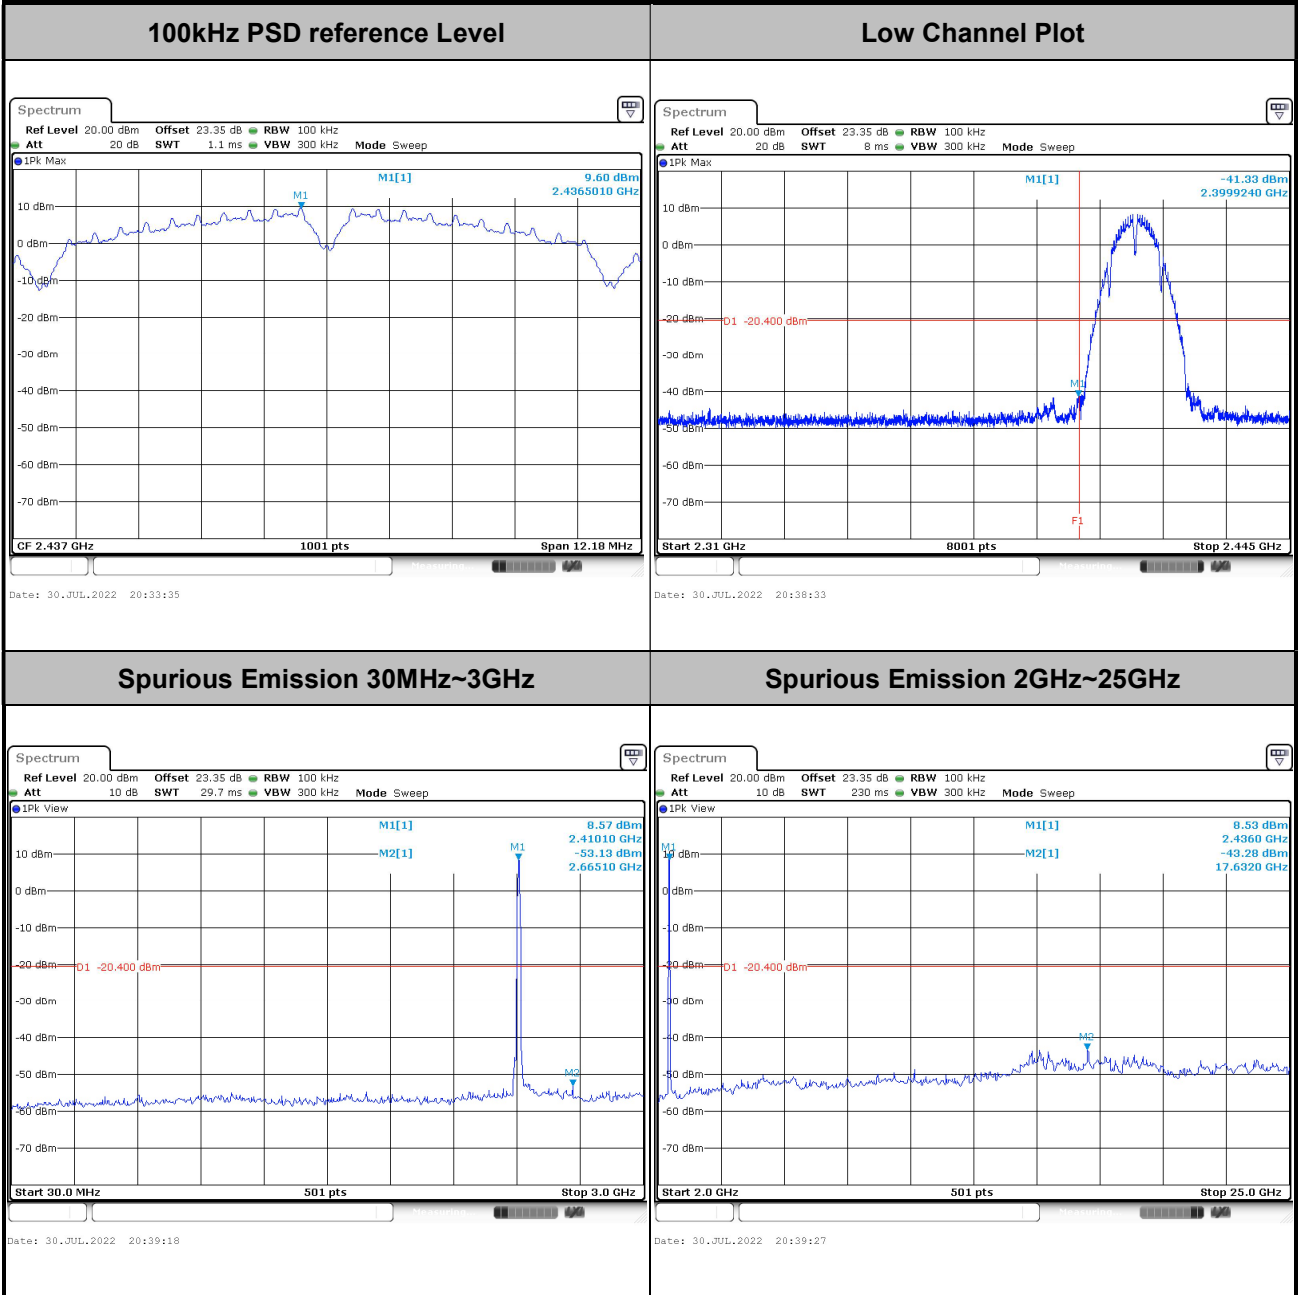 100kHz PSD reference Level
Low Channel Plot
Spectrum
Ref Level 20.00 dBm Offset 23.35 dB RBW 100 kHz
Att 20 dB SWT 1.1 ms VBW 300 kHz Mode Sweep
1Pk Max
M1[1] 9.60 dBm
2.4365010 GHz
M1
10 dBm
0 dBm
-10 dBm
-20 dBm
-30 dBm
-40 dBm
-50 dBm
-60 dBm
-70 dBm
CF 2.437 GHz 1001 pts Span 12.18 MHz
Measuring...
Date: 30.JUL.2022 20:33:35
Spectrum
Ref Level 20.00 dBm Offset 23.35 dB RBW 100 kHz
Att 20 dB SWT 8 ms VBW 300 kHz Mode Sweep
1Pk Max
M1[1] -41.33 dBm
2.3999240 GHz
10 dBm
0 dBm
-10 dBm
-20 dBm
D1 -20.400 dBm
-30 dBm
M1
-40 dBm
-50 dBm
-60 dBm
-70 dBm
F1
Start 2.31 GHz 8001 pts Stop 2.445 GHz
Measuring...
Date: 30.JUL.2022 20:38:33
Spurious Emission 30MHz~3GHz
Spurious Emission 2GHz~25GHz
Spectrum
Ref Level 20.00 dBm Offset 23.35 dB RBW 100 kHz
Att 10 dB SWT 29.7 ms VBW 300 kHz Mode Sweep
1Pk View
M1[1] 8.57 dBm
2.41010 GHz
M2[1] -53.13 dBm
2.66510 GHz
M1
10 dBm
0 dBm
-10 dBm
-20 dBm
D1 -20.400 dBm
-30 dBm
-40 dBm
-50 dBm
M2
-60 dBm
-70 dBm
Start 30.0 MHz 501 pts Stop 3.0 GHz
Measuring...
Date: 30.JUL.2022 20:39:18
Spectrum
Ref Level 20.00 dBm Offset 23.35 dB RBW 100 kHz
Att 10 dB SWT 230 ms VBW 300 kHz Mode Sweep
1Pk View
M1[1] 8.53 dBm
2.4360 GHz
M2[1] -43.28 dBm
17.6320 GHz
M1
10 dBm
0 dBm
-10 dBm
-20 dBm
D1 -20.400 dBm
-30 dBm
-40 dBm
M2
-50 dBm
-60 dBm
-70 dBm
Start 2.0 GHz 501 pts Stop 25.0 GHz
Measuring...
Date: 30.JUL.2022 20:39:27